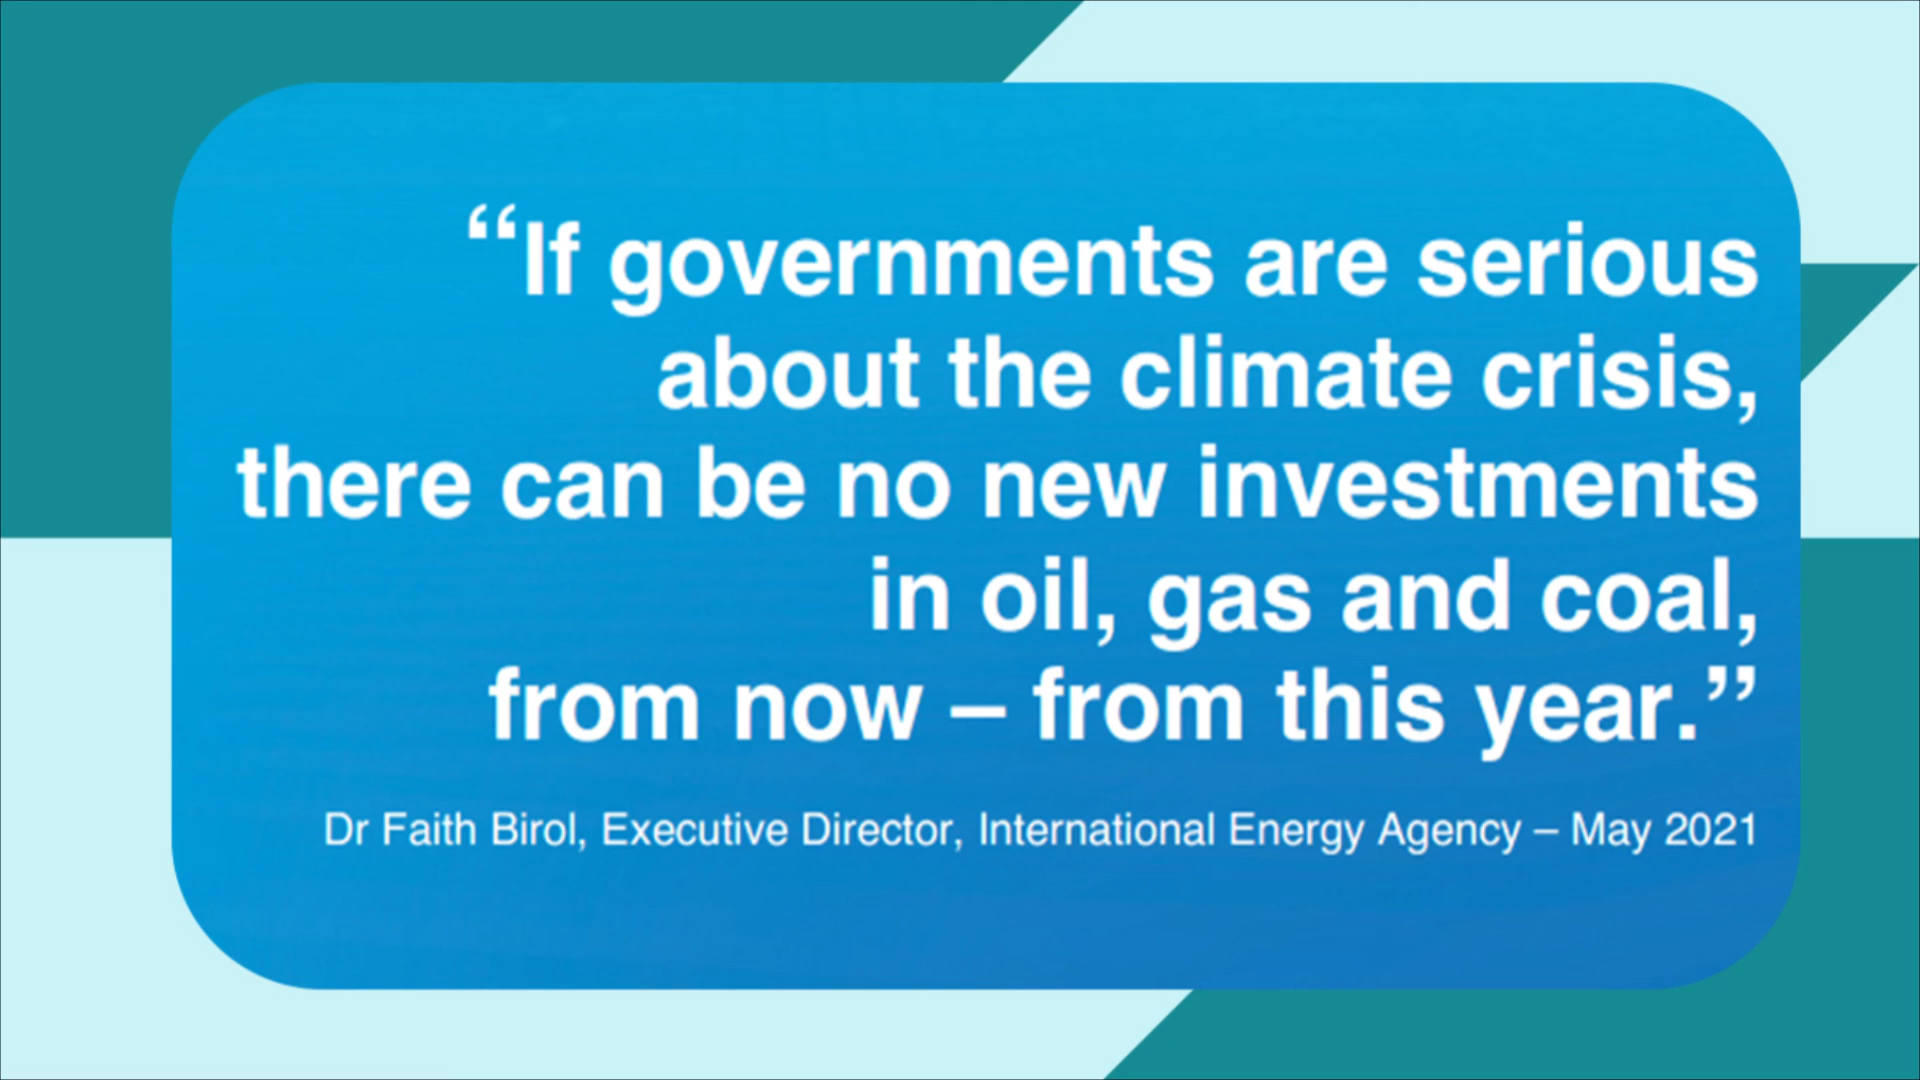 “If governments are serious
about the climate crisis,
there can be no new investments
in oil, gas and coal,
from now – from this year.”
Dr Faith Birol, Executive Director, International Energy Agency – May 2021